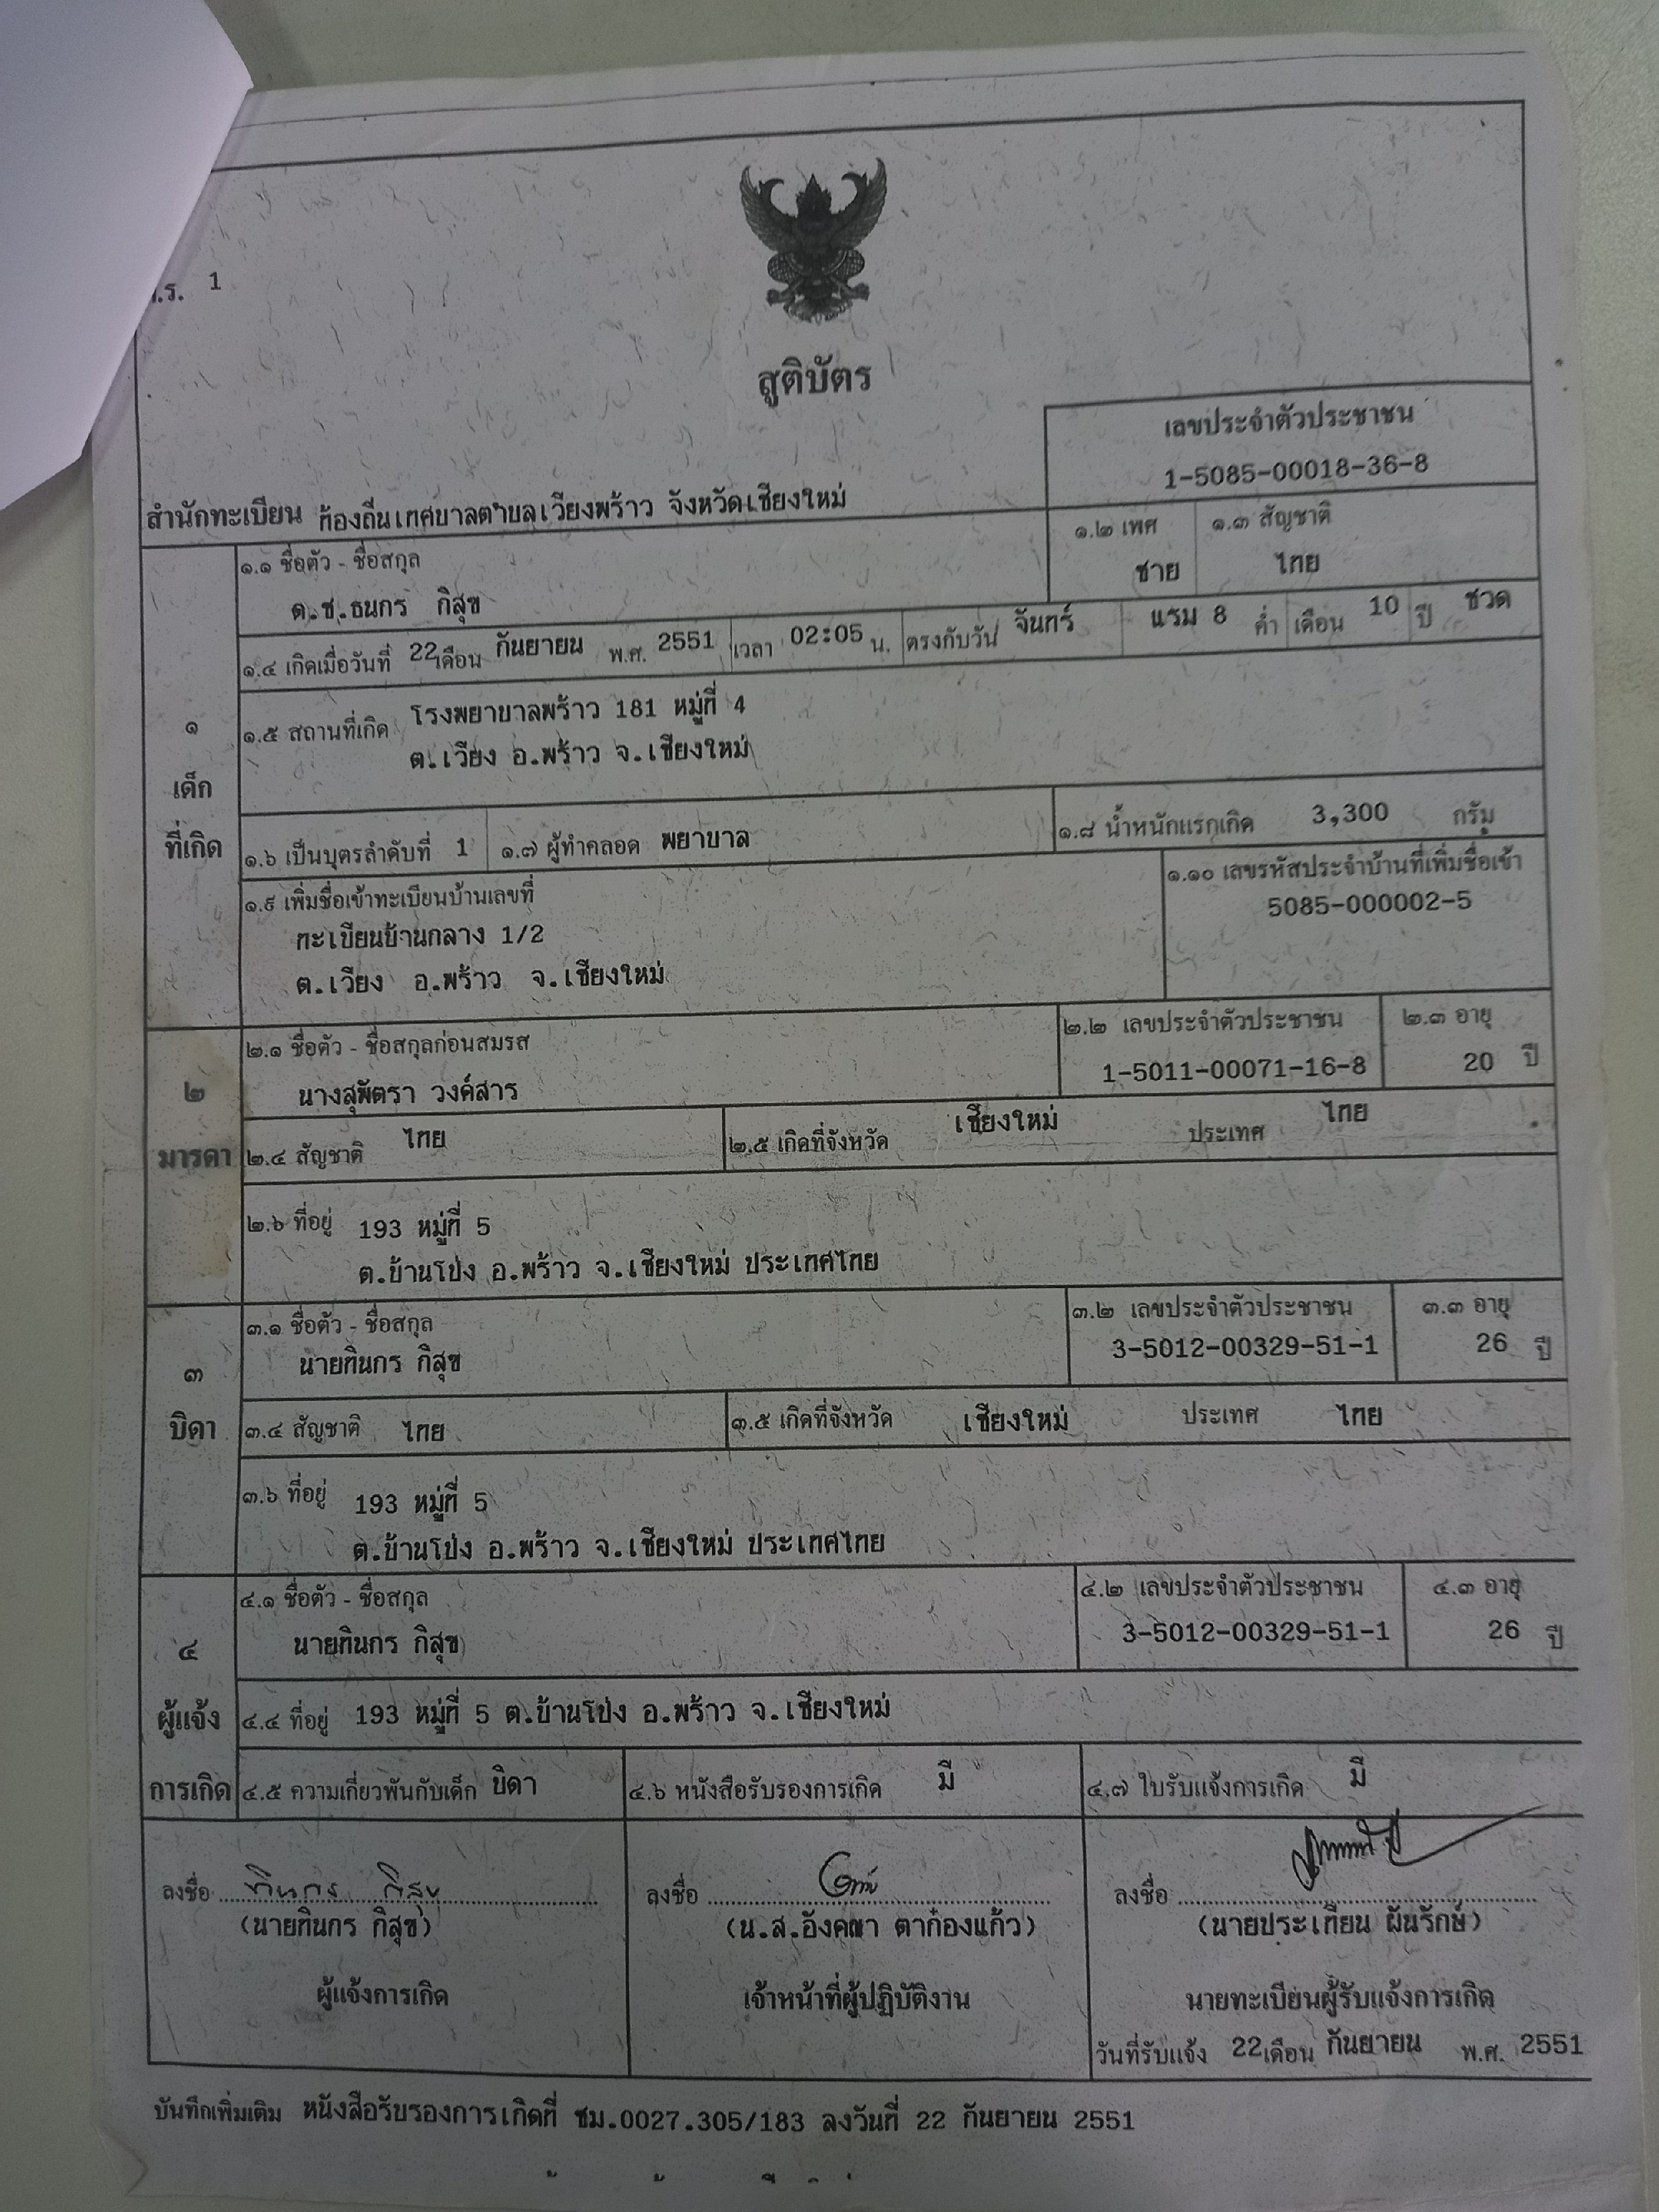 .ร. 1
สูติบัตร
เลขประจำตัวประชาชน
1-5085-00018-36-8
สำนักทะเบียน ท้องถิ่นเทศบาลตำบลเวียงพร้าว จังหวัดเชียงใหม่
๑.๑ ชื่อตัว - ชื่อสกุล ๑.๒ เพศ ๑.๓ สัญชาติ
ด.ช.ธนกร กิสุข ชาย ไทย
๑.๔ เกิดเมื่อวันที่ 22 เดือน กันยายน พ.ศ. 2551 เวลา 02:05 น. ตรงกับวัน จันทร์ แรม 8 ค่ำ เดือน 10 ปี ชวด
๑ เด็กที่เกิด
๑.๕ สถานที่เกิด โรงพยาบาลพร้าว 181 หมู่ที่ 4
ต.เวียง อ.พร้าว จ.เชียงใหม่
๑.๖ เป็นบุตรลำดับที่ 1 ๑.๗ ผู้ทำคลอด พยาบาล ๑.๘ น้ำหนักแรกเกิด 3,300 กรัม
๑.๙ เพิ่มชื่อเข้าทะเบียนบ้านเลขที่ ๑.๑๐ เลขรหัสประจำบ้านที่เพิ่มชื่อเข้า
ทะเบียนบ้านกลาง 1/2 5085-000002-5
ต.เวียง อ.พร้าว จ.เชียงใหม่
๒ มารดา
๒.๑ ชื่อตัว - ชื่อสกุลก่อนสมรส ๒.๒ เลขประจำตัวประชาชน ๒.๓ อายุ
นางสุพัตรา วงค์สาร 1-5011-00071-16-8 20 ปี
๒.๔ สัญชาติ ไทย ๒.๕ เกิดที่จังหวัด เชียงใหม่ ประเทศ ไทย
๒.๖ ที่อยู่ 193 หมู่ที่ 5
ต.บ้านโป่ง อ.พร้าว จ.เชียงใหม่ ประเทศไทย
๓ บิดา
๓.๑ ชื่อตัว - ชื่อสกุล ๓.๒ เลขประจำตัวประชาชน ๓.๓ อายุ
นายทินกร กิสุข 3-5012-00329-51-1 26 ปี
๓.๔ สัญชาติ ไทย ๓.๕ เกิดที่จังหวัด เชียงใหม่ ประเทศ ไทย
๓.๖ ที่อยู่ 193 หมู่ที่ 5
ต.บ้านโป่ง อ.พร้าว จ.เชียงใหม่ ประเทศไทย
๔ ผู้แจ้งการเกิด
๔.๑ ชื่อตัว - ชื่อสกุล ๔.๒ เลขประจำตัวประชาชน ๔.๓ อายุ
นายทินกร กิสุข 3-5012-00329-51-1 26 ปี
๔.๔ ที่อยู่ 193 หมู่ที่ 5 ต.บ้านโป่ง อ.พร้าว จ.เชียงใหม่
๔.๕ ความเกี่ยวพันกับเด็ก บิดา ๔.๖ หนังสือรับรองการเกิด มี ๔.๗ ใบรับแจ้งการเกิด มี
ลงชื่อ ทินกร กิสุข ลงชื่อ ลงชื่อ
(นายทินกร กิสุข) (น.ส.อังคณา ตาก๋องแก้ว) (นายประเทือน ผันรักษ์)
ผู้แจ้งการเกิด เจ้าหน้าที่ผู้ปฏิบัติงาน นายทะเบียนผู้รับแจ้งการเกิด
วันที่รับแจ้ง 22 เดือน กันยายน พ.ศ. 2551
บันทึกเพิ่มเติม หนังสือรับรองการเกิดที่ ชม.0027.305/183 ลงวันที่ 22 กันยายน 2551